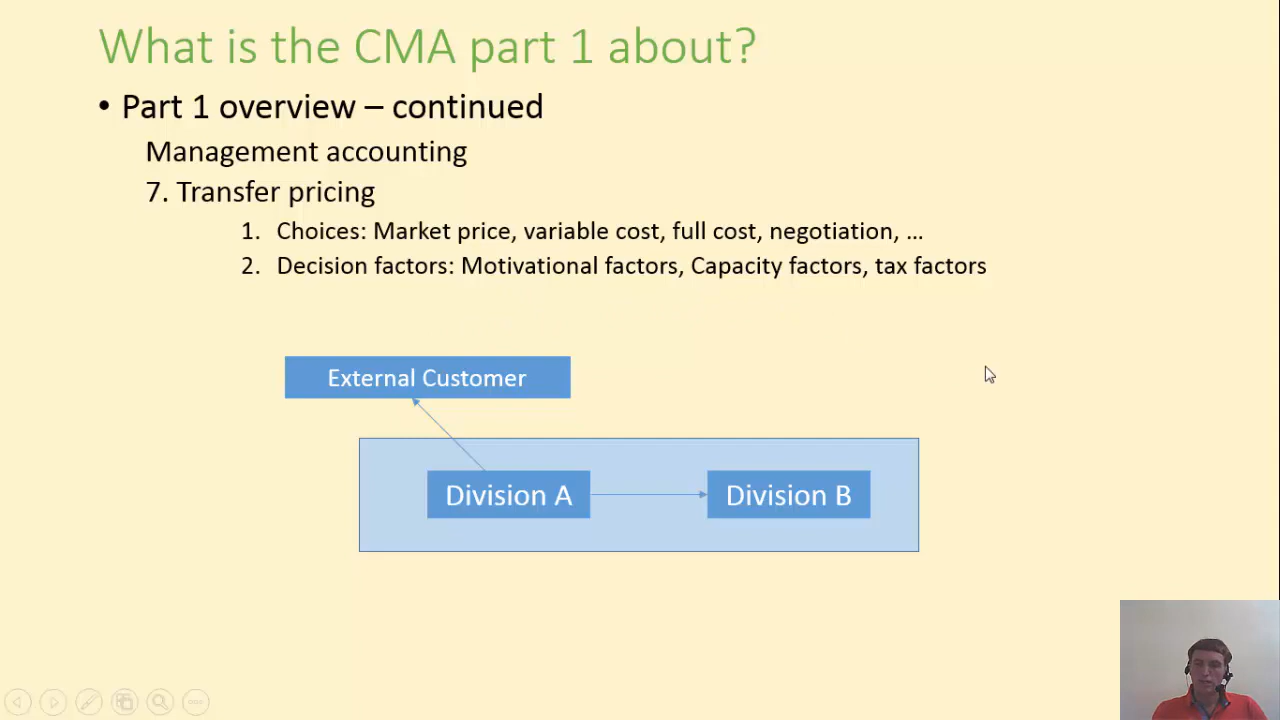 What is the CMA part 1 about?
• Part 1 overview – continued
Management accounting
7. Transfer pricing
1. Choices: Market price, variable cost, full cost, negotiation, …
2. Decision factors: Motivational factors, Capacity factors, tax factors
External Customer
Division A
Division B